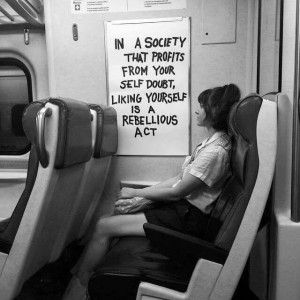 IN A SOCIETY
THAT PROFITS
FROM YOUR
SELF DOUBT,
LIKING YOURSELF
IS A
REBELLIOUS
ACT